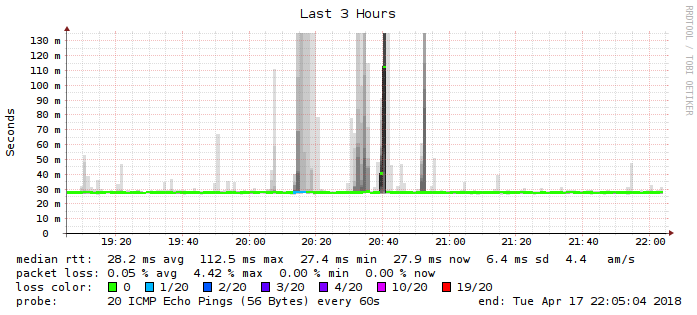 Last 3 Hours
RRDTOOL / TOBI OETIKER
Seconds
130 m
120 m
110 m
100 m
90 m
80 m
70 m
60 m
50 m
40 m
30 m
20 m
10 m
0
19:20 19:40 20:00 20:20 20:40 21:00 21:20 21:40 22:00
median rtt: 28.2 ms avg 112.5 ms max 27.4 ms min 27.9 ms now 6.4 ms sd 4.4 am/s
packet loss: 0.05 % avg 4.42 % max 0.00 % min 0.00 % now
loss color: 0 1/20 2/20 3/20 4/20 10/20 19/20
probe: 20 ICMP Echo Pings (56 Bytes) every 60s end: Tue Apr 17 22:05:04 2018